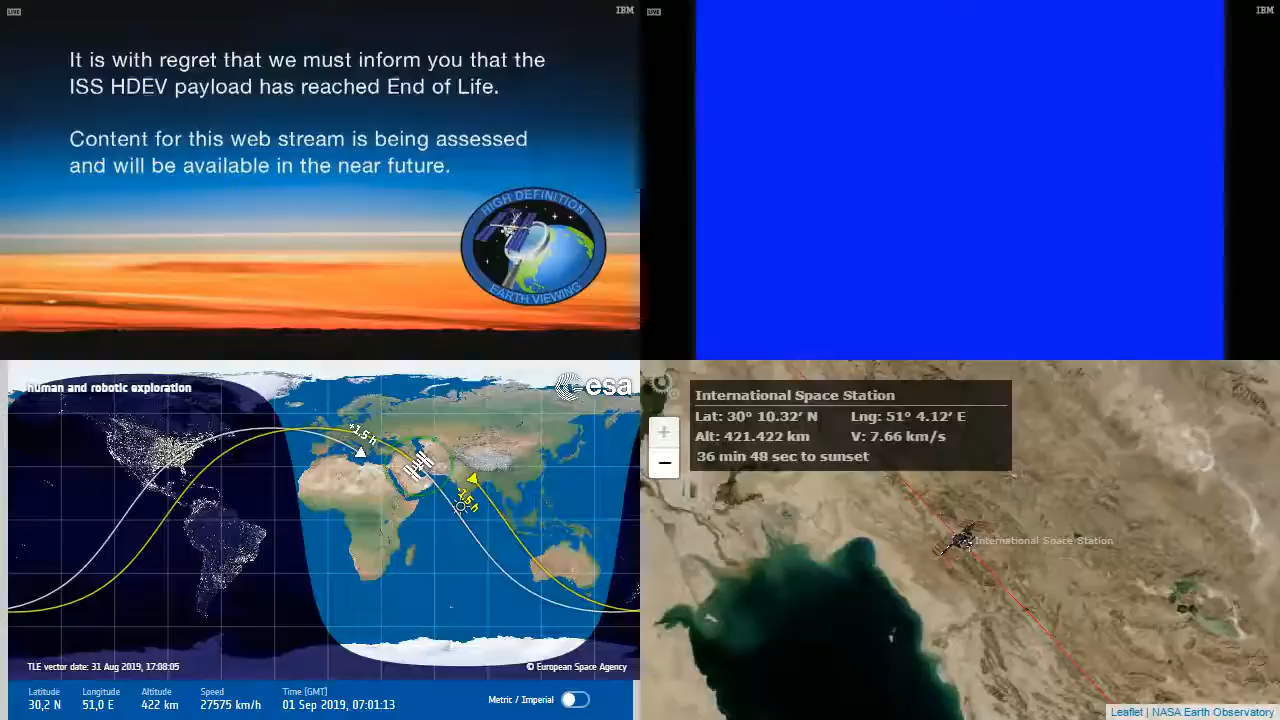 LIVE
IBM
It is with regret that we must inform you that the
ISS HDEV payload has reached End of Life.
Content for this web stream is being assessed
and will be available in the near future.
HIGH DEFINITION
EARTH VIEWING
LIVE
IBM
human and robotic exploration
esa
+1.5 h
-1.5 h
TLE vector date: 31 Aug 2019, 17:08:05
© European Space Agency
Latitude
30,2 N
Longitude
51,0 E
Altitude
422 km
Speed
27575 km/h
Time [GMT]
01 Sep 2019, 07:01:13
Metric / Imperial
International Space Station
Lat: 30° 10.32′ N Lng: 51° 4.12′ E
Alt: 421.422 km V: 7.66 km/s
36 min 48 sec to sunset
+
−
International Space Station
Leaflet | NASA Earth Observatory